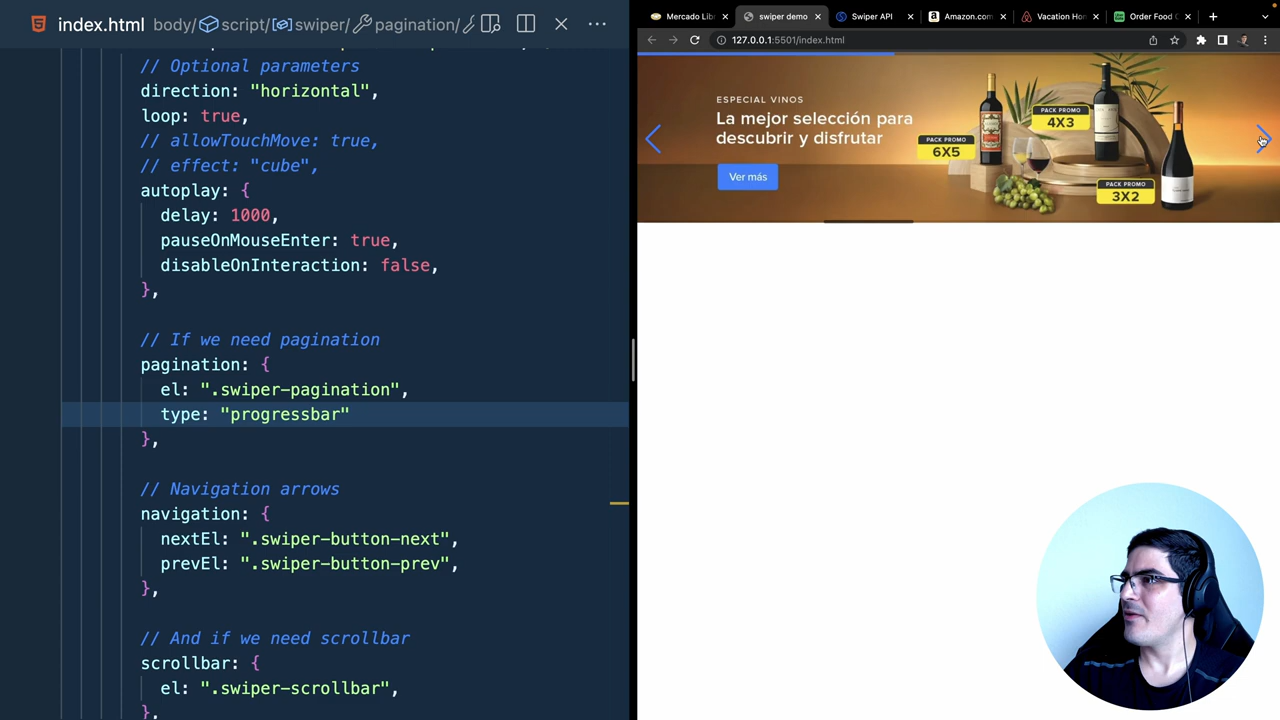 index.html body/ script/ swiper/ pagination/
// Optional parameters
direction: "horizontal",
loop: true,
// allowTouchMove: true,
// effect: "cube",
autoplay: {
delay: 1000,
pauseOnMouseEnter: true,
disableOnInteraction: false,
},
// If we need pagination
pagination: {
el: ".swiper-pagination",
type: "progressbar"
},
// Navigation arrows
navigation: {
nextEl: ".swiper-button-next",
prevEl: ".swiper-button-prev",
},
// And if we need scrollbar
scrollbar: {
el: ".swiper-scrollbar",
},
Mercado Lib
swiper demo
Swiper API
Amazon.com
Vacation Hom
Order Food
127.0.0.1:5501/index.html
ESPECIAL VINOS
La mejor selección para
descubrir y disfrutar
Ver más
PACK PROMO
6X5
PACK PROMO
4X3
PACK PROMO
3X2